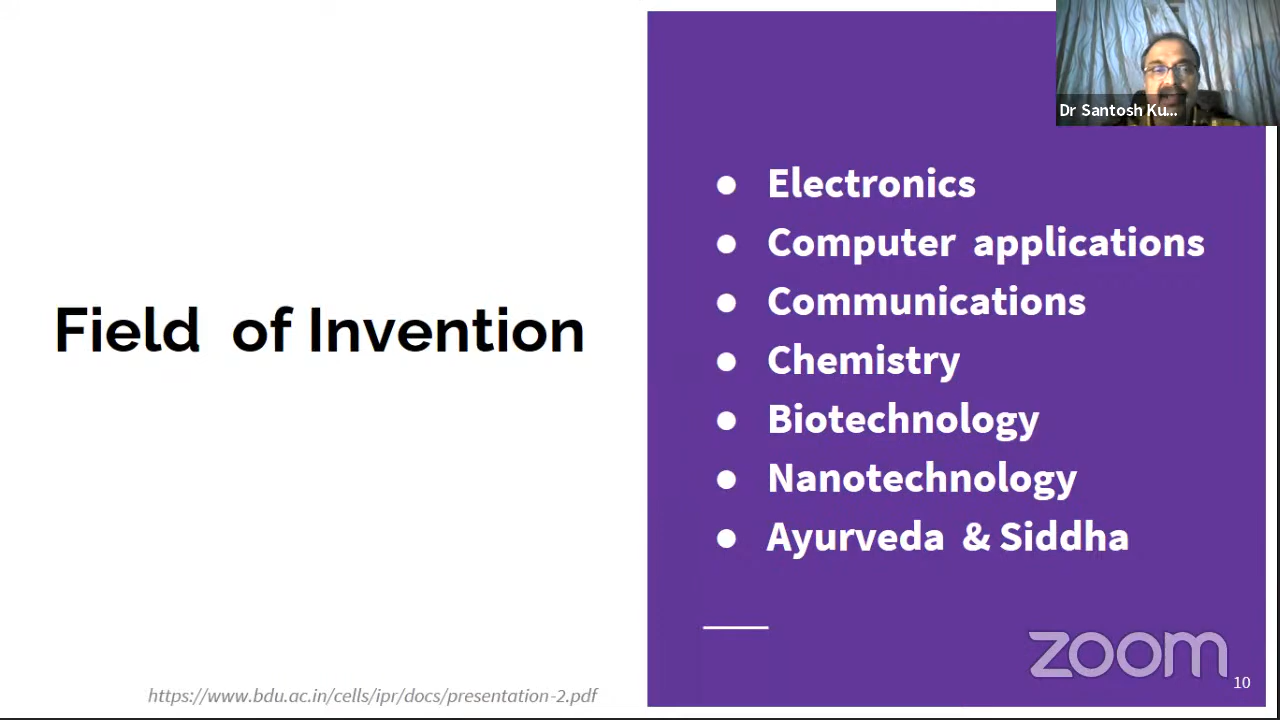 Dr Santosh Ku...
Field of Invention
● Electronics
● Computer applications
● Communications
● Chemistry
● Biotechnology
● Nanotechnology
● Ayurveda & Siddha
zoom
10
https://www.bdu.ac.in/cells/ipr/docs/presentation-2.pdf